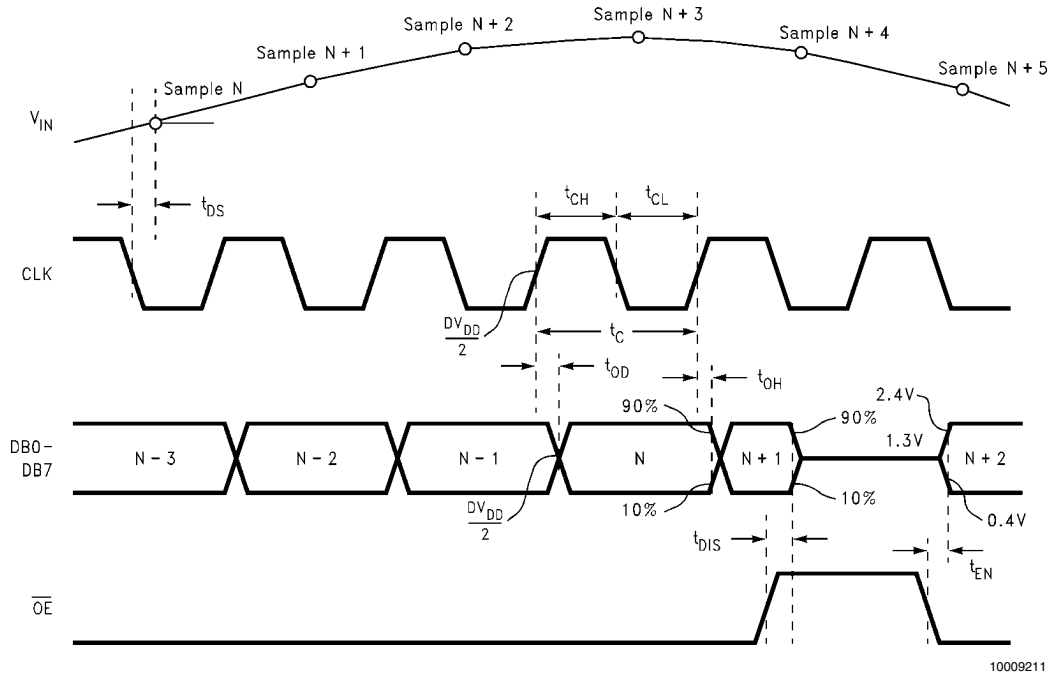 Sample N + 3
Sample N + 2
Sample N + 4
Sample N + 1
Sample N + 5
Sample N
VIN
tDS
tCH
tCL
CLK
DVDD
2
tC
tOD
tOH
90%
2.4V
90%
1.3V
DB0-
DB7
N-3
N-2
N-1
N
N+1
N+2
DVDD
2
10%
10%
0.4V
tDIS
tEN
OE
10009211